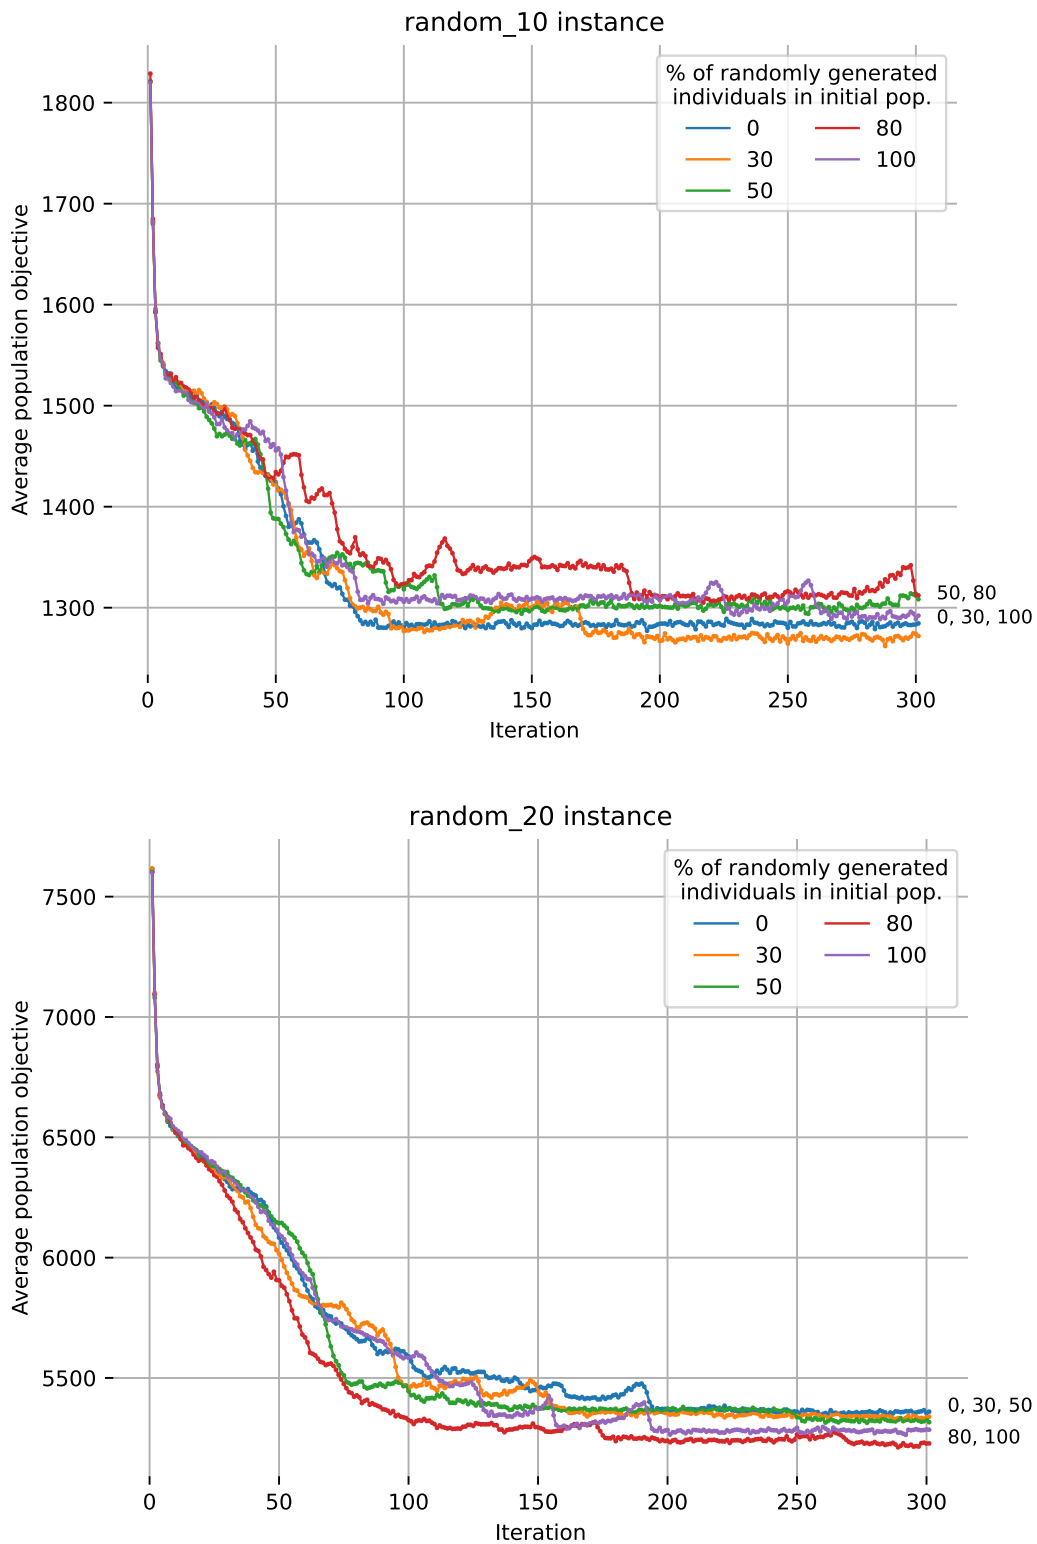 random_10 instance
% of randomly generated
individuals in initial pop.
0 80
30 100
50
1800
1700
1600
1500
1400
1300
Average population objective
50, 80
0, 30, 100
0 50 100 150 200 250 300
Iteration
random_20 instance
% of randomly generated
individuals in initial pop.
0 80
30 100
50
7500
7000
6500
6000
5500
Average population objective
0, 30, 50
80, 100
0 50 100 150 200 250 300
Iteration